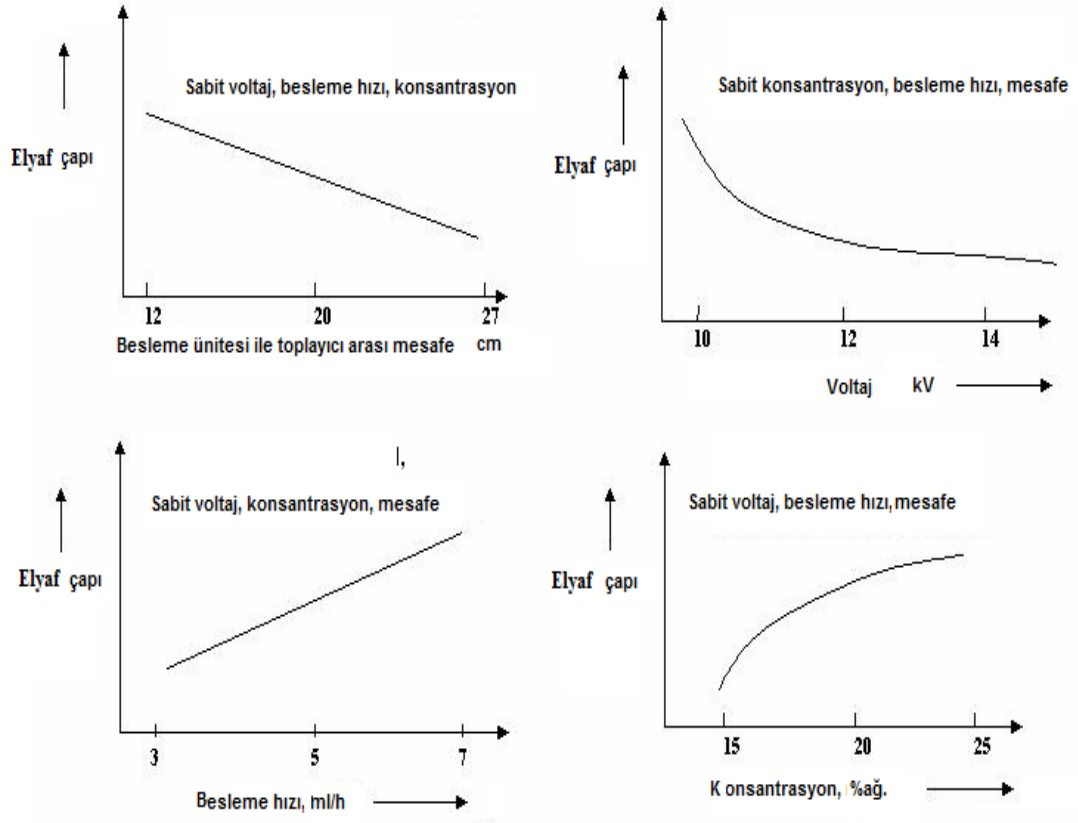 Sabit voltaj, besleme hızı, konsantrasyon
Elyaf çapı
12 20 27
Besleme ünitesi ile toplayıcı arası mesafe cm
Sabit konsantrasyon, besleme hızı, mesafe
Elyaf çapı
10 12 14
Voltaj kV
l,
Sabit voltaj, konsantrasyon, mesafe
Elyaf çapı
3 5 7
Besleme hızı, ml/h
Sabit voltaj, besleme hızı, mesafe
Elyaf çapı
15 20 25
K onsantrasyon, %ağ.